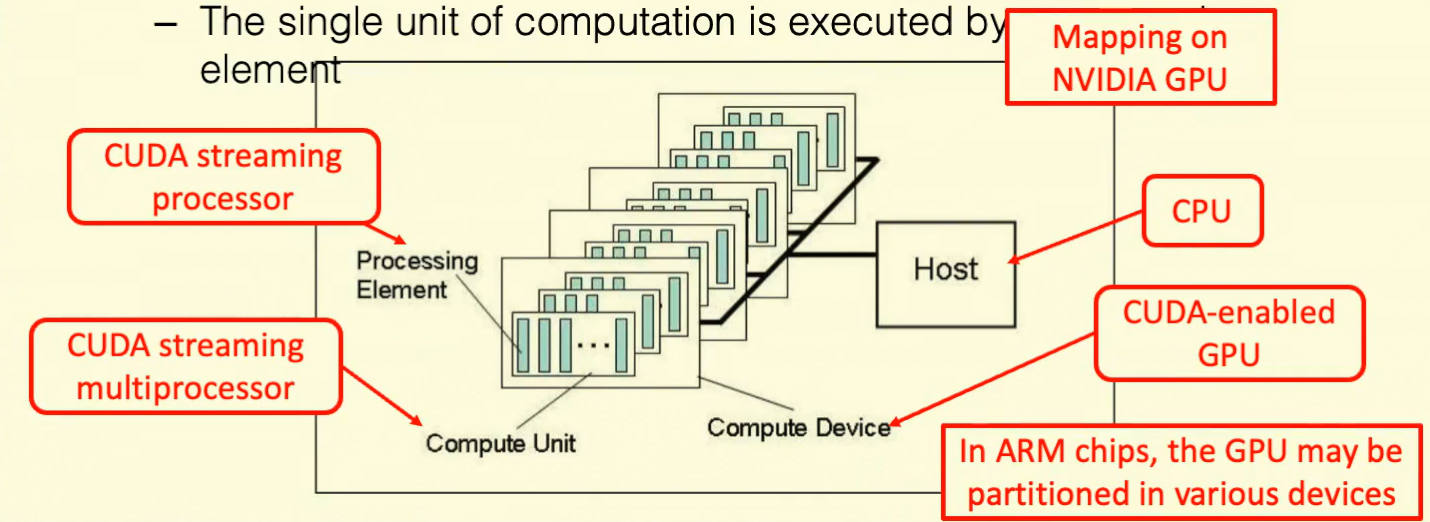 – The single unit of computation is executed by
element
Mapping on
NVIDIA GPU
CUDA streaming
processor
CPU
Processing
Element
Host
CUDA streaming
multiprocessor
CUDA-enabled
GPU
...
Compute Unit
Compute Device
In ARM chips, the GPU may be
partitioned in various devices